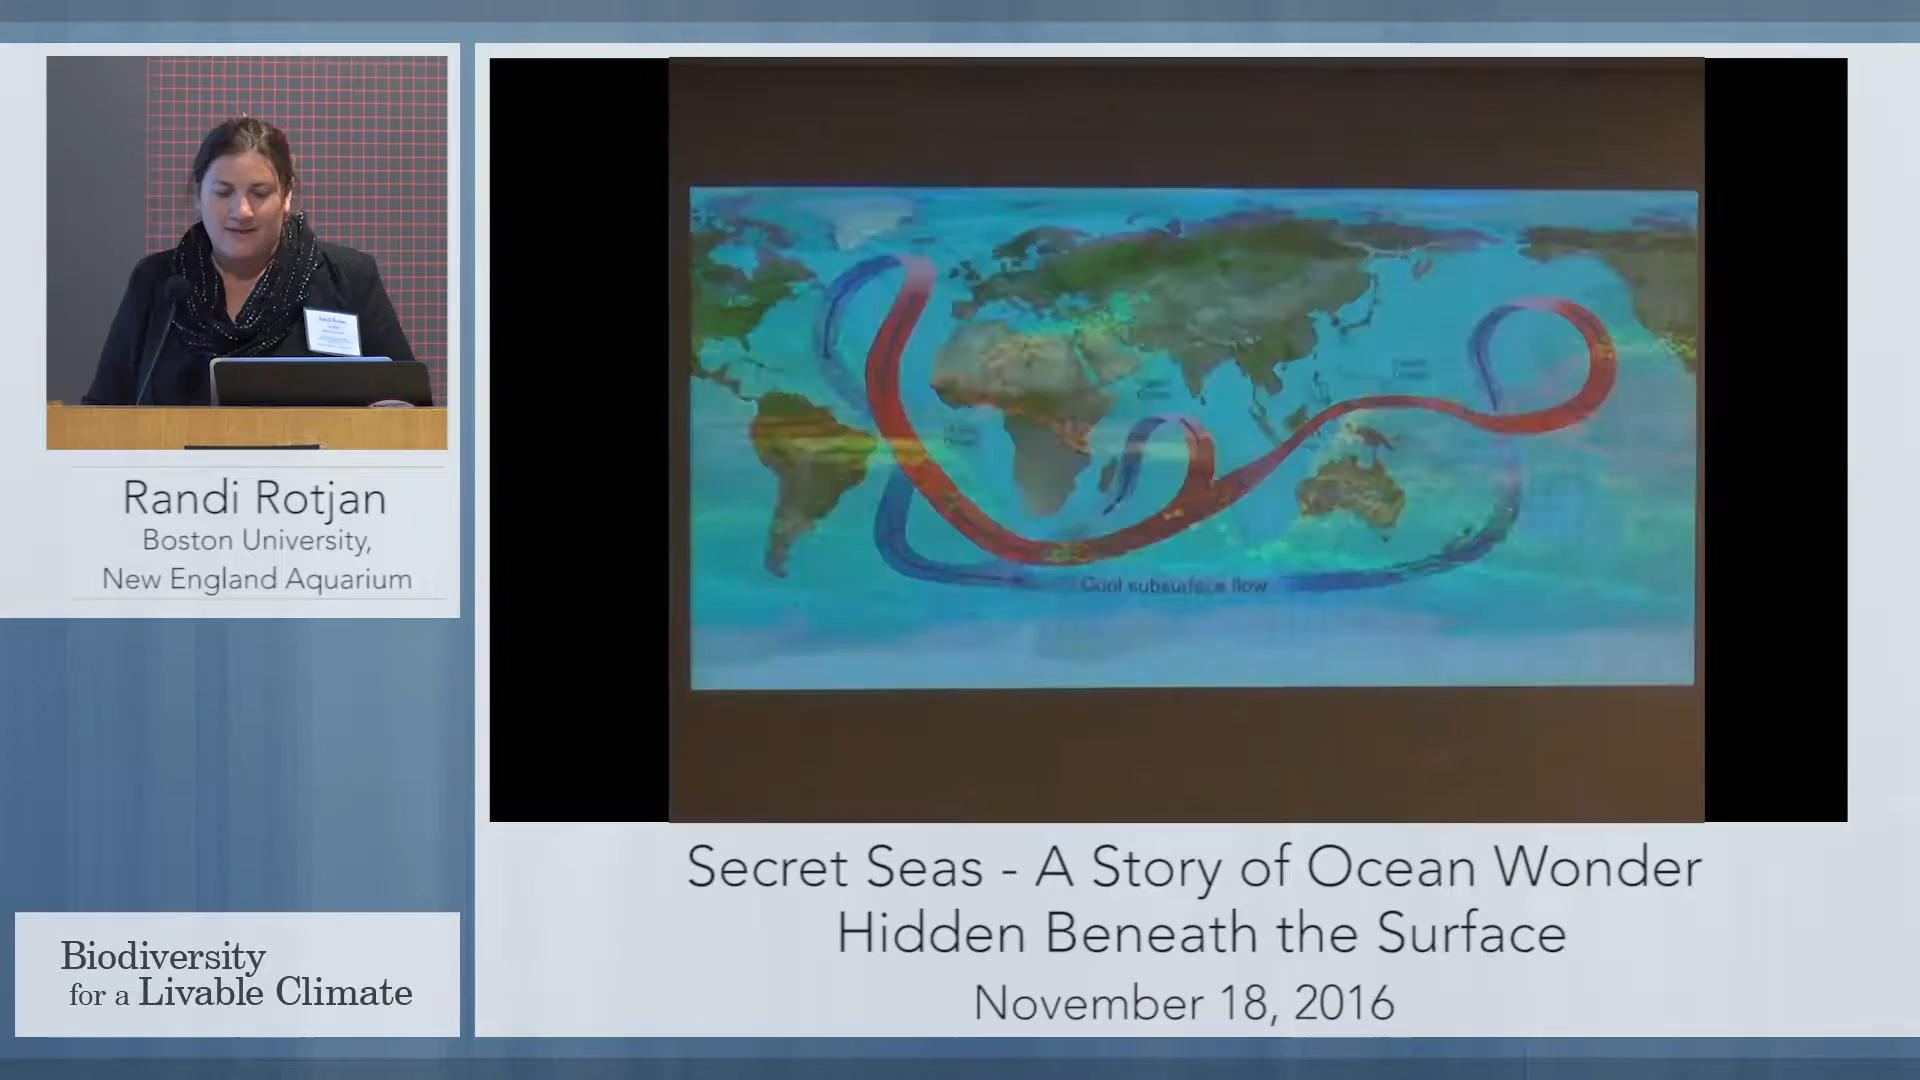 Randi Rotjan
Boston University,
New England Aquarium
Biodiversity
for a Livable Climate
Cool subsurface flow
Secret Seas - A Story of Ocean Wonder
Hidden Beneath the Surface
November 18, 2016